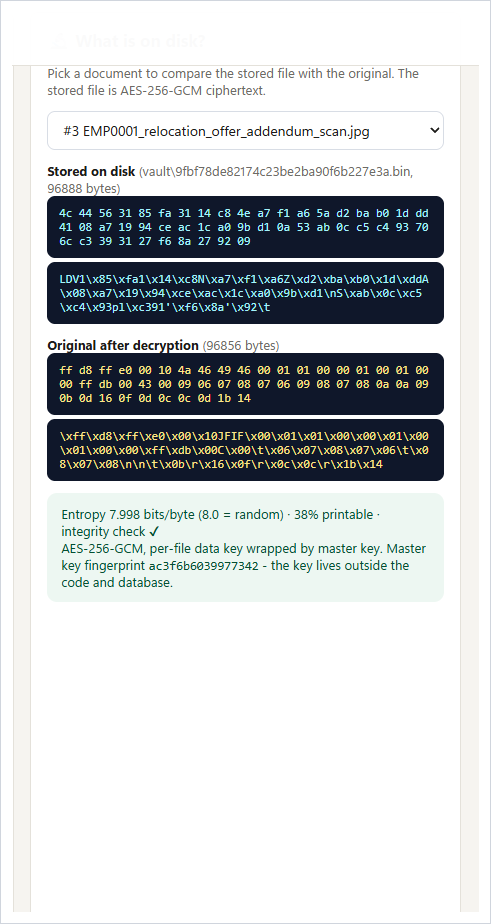 What is on disk?
Pick a document to compare the stored file with the original. The
stored file is AES-256-GCM ciphertext.
#3 EMP0001_relocation_offer_addendum_scan.jpg
Stored on disk (vault\9fbf78de82174c23be2ba90f6b227e3a.bin,
96888 bytes)
4c 44 56 31 85 fa 31 14 c8 4e a7 f1 a6 5a d2 ba b0 1d dd
41 08 a7 19 94 ce ac 1c a0 9b d1 0a 53 ab 0c c5 c4 93 70
6c c3 39 31 27 f6 8a 27 92 09
LDV1\x85\xfa1\x14\xc8N\xa7\xf1\xa6Z\xd2\xba\xb0\x1d\xddA
\x08\xa7\x19\x94\xce\xac\x1c\xa0\x9b\xd1\nS\xab\x0c\xc5
\xc4\x93pl\xc391'\xf6\x8a'\x92\t
Original after decryption (96856 bytes)
ff d8 ff e0 00 10 4a 46 49 46 00 01 01 00 00 01 00 01 00
00 ff db 00 43 00 09 06 07 08 07 06 09 08 07 08 0a 0a 09
0b 0d 16 0f 0d 0c 0c 0d 1b 14
\xff\xd8\xff\xe0\x00\x10JFIF\x00\x01\x01\x00\x00\x01\x00
\x01\x00\x00\xff\xdb\x00C\x00\t\x06\x07\x08\x07\x06\t\x0
8\x07\x08\n\n\t\x0b\r\x16\x0f\r\x0c\x0c\r\x1b\x14
Entropy 7.998 bits/byte (8.0 = random) · 38% printable ·
integrity check ✓
AES-256-GCM, per-file data key wrapped by master key. Master
key fingerprint ac3f6b6039977342 - the key lives outside the
code and database.